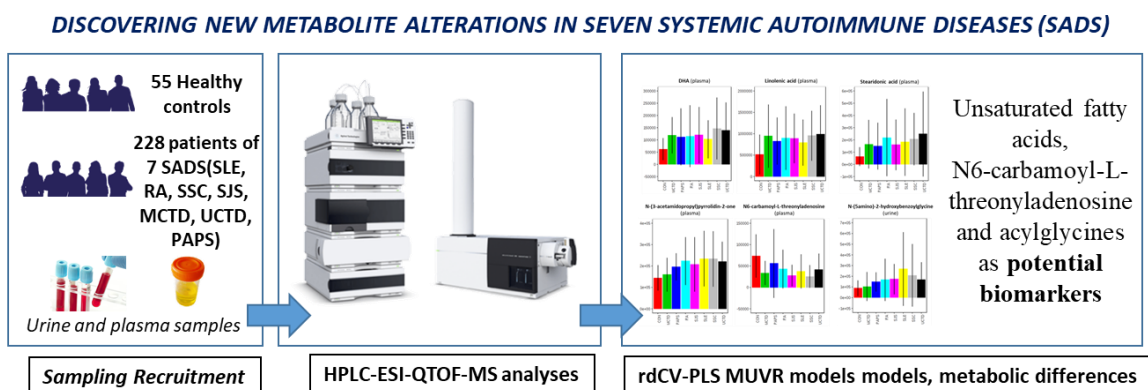 DISCOVERING NEW METABOLITE ALTERATIONS IN SEVEN SYSTEMIC AUTOIMMUNE DISEASES (SADS)
55 Healthy
controls
228 patients of
7 SADS(SLE,
RA, SSC, SJS,
MCTD, UCTD,
PAPS)
Urine and plasma samples
Sampling Recruitment
HPLC-ESI-QTOF-MS analyses
DHA (plasma)
Linolenic acid (plasma)
Stearidonic acid (plasma)
N-(3-acetamidopropyl)pyrrolidin-2-one
(plasma)
N6-carbamoyl-L-threonyladenosine
(plasma)
N-(5amino)-2-hydroxybenzoylglycine
(urine)
Unsaturated fatty
acids,
N6-carbamoyl-L-
threonyladenosine
and acylglycines
as potential
biomarkers
rdCV-PLS MUVR models models, metabolic differences